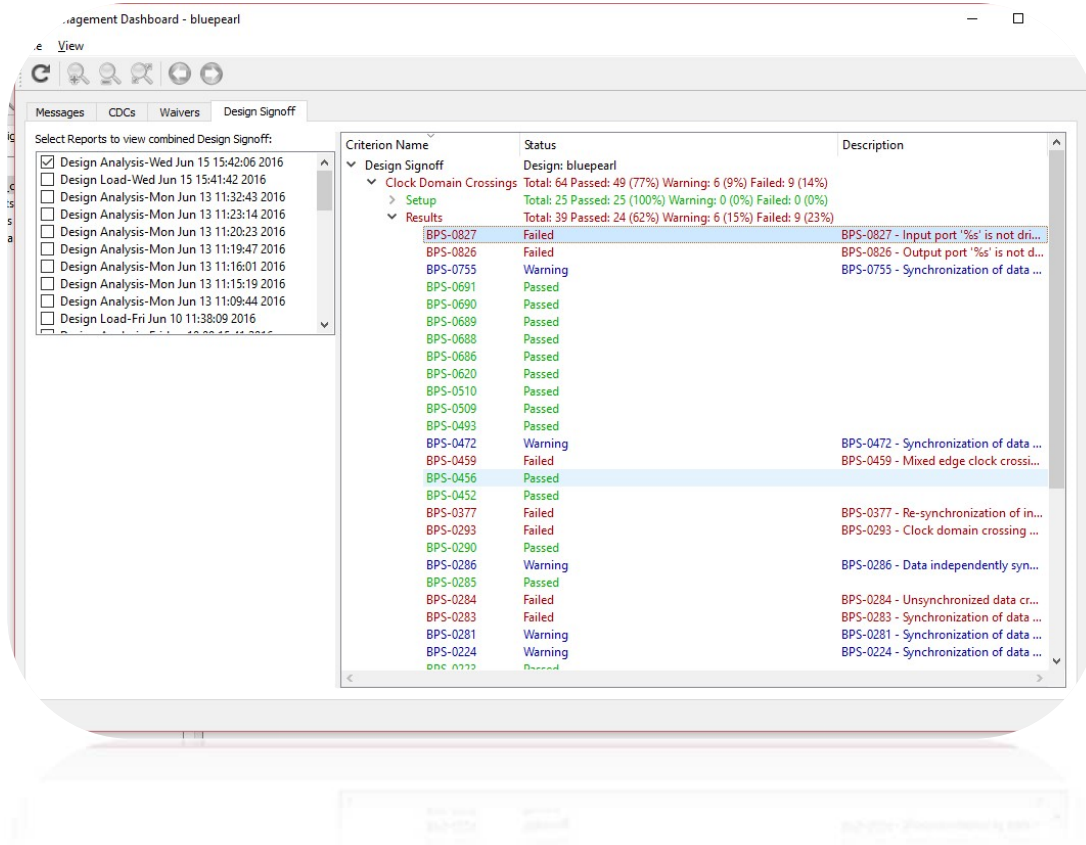 agement Dashboard - bluepearl
View
Messages CDCs Waivers Design Signoff
Select Reports to view combined Design Signoff:
Design Analysis-Wed Jun 15 15:42:06 2016
Design Load-Wed Jun 15 15:41:42 2016
Design Analysis-Mon Jun 13 11:32:43 2016
Design Analysis-Mon Jun 13 11:23:14 2016
Design Analysis-Mon Jun 13 11:20:23 2016
Design Analysis-Mon Jun 13 11:19:47 2016
Design Analysis-Mon Jun 13 11:16:01 2016
Design Analysis-Mon Jun 13 11:15:19 2016
Design Analysis-Mon Jun 13 11:09:44 2016
Design Load-Fri Jun 10 11:38:09 2016
Criterion Name Status Description
Design Signoff Design: bluepearl
Clock Domain Crossings Total: 64 Passed: 49 (77%) Warning: 6 (9%) Failed: 9 (14%)
Setup Total: 25 Passed: 25 (100%) Warning: 0 (0%) Failed: 0 (0%)
Results Total: 39 Passed: 24 (62%) Warning: 6 (15%) Failed: 9 (23%)
BPS-0827 Failed BPS-0827 - Input port '%s' is not dri...
BPS-0826 Failed BPS-0826 - Output port '%s' is not d...
BPS-0755 Warning BPS-0755 - Synchronization of data ...
BPS-0691 Passed
BPS-0690 Passed
BPS-0689 Passed
BPS-0688 Passed
BPS-0686 Passed
BPS-0620 Passed
BPS-0510 Passed
BPS-0509 Passed
BPS-0493 Passed
BPS-0472 Warning BPS-0472 - Synchronization of data ...
BPS-0459 Failed BPS-0459 - Mixed edge clock crossi...
BPS-0456 Passed
BPS-0452 Passed
BPS-0377 Failed BPS-0377 - Re-synchronization of in...
BPS-0293 Failed BPS-0293 - Clock domain crossing ...
BPS-0290 Passed
BPS-0286 Warning BPS-0286 - Data independently syn...
BPS-0285 Passed
BPS-0284 Failed BPS-0284 - Unsynchronized data cr...
BPS-0283 Failed BPS-0283 - Synchronization of data ...
BPS-0281 Warning BPS-0281 - Synchronization of data ...
BPS-0224 Warning BPS-0224 - Synchronization of data ...
BPS-0223 Passed